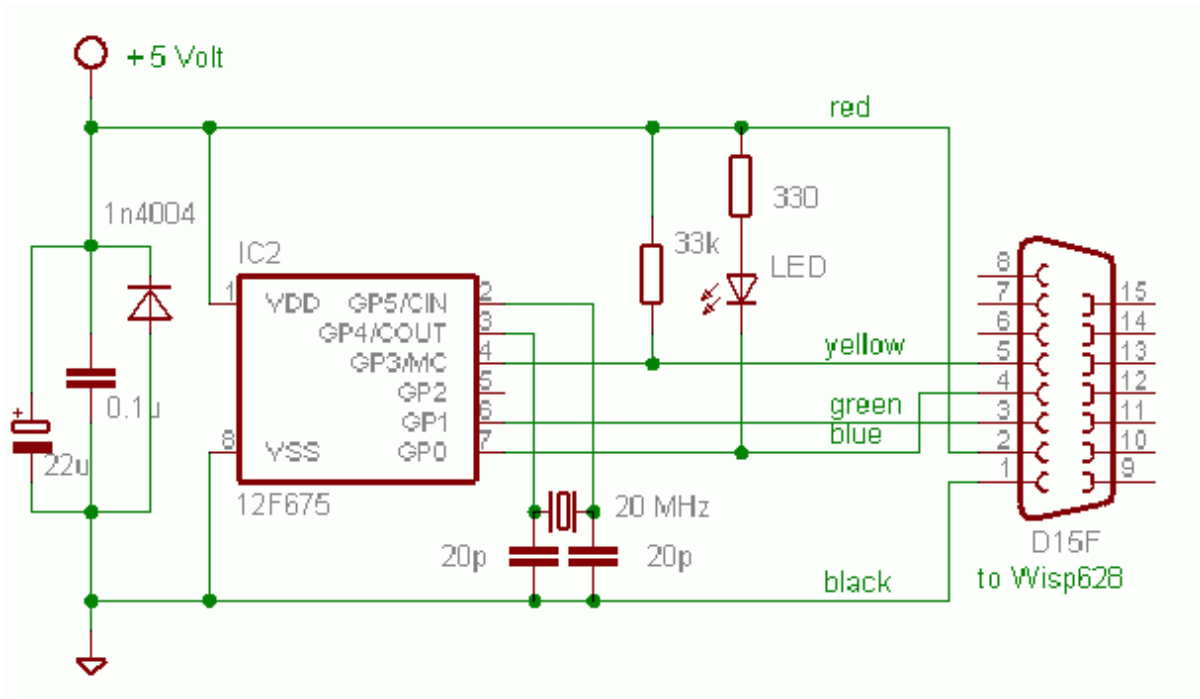 +5 Volt
red
1n4004
330
33k
IC2
LED
8
7
6
5
4
3
2
1
15
14
13
12
11
10
9
1
VDD
GP5/CIN
2
GP4/COUT
3
GP3/MC
4
GP2
5
GP1
6
8
VSS
GP0
7
yellow
green
blue
0.1u
+
22u
12F675
20 MHz
20p
20p
D15F
to Wisp628
black